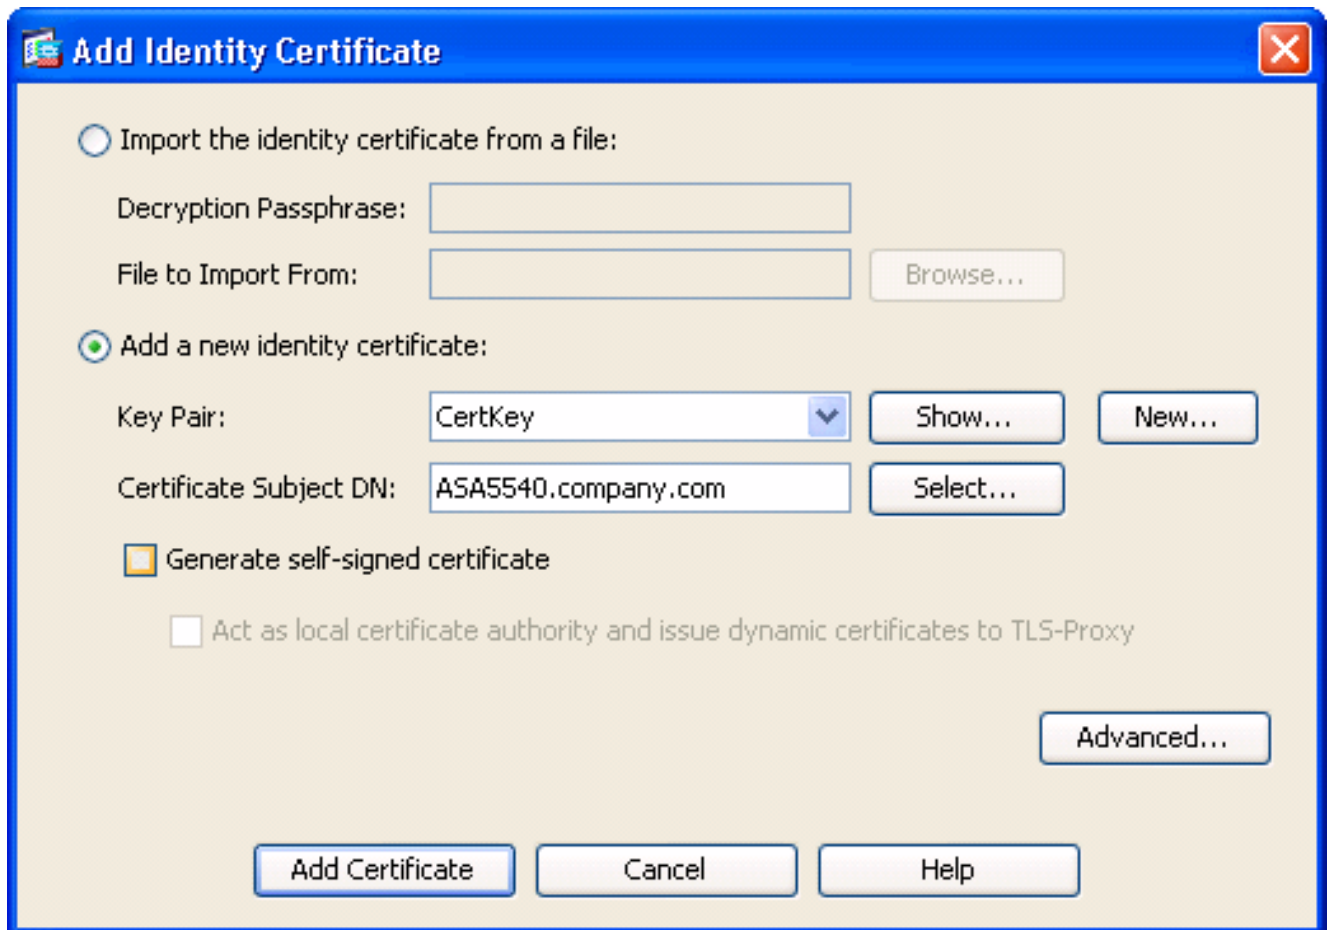 Add Identity Certificate
Import the identity certificate from a file:
Decryption Passphrase:
File to Import From: Browse...
Add a new identity certificate:
Key Pair: CertKey Show... New...
Certificate Subject DN: ASA5540.company.com Select...
Generate self-signed certificate
Act as local certificate authority and issue dynamic certificates to TLS-Proxy
Advanced...
Add Certificate Cancel Help